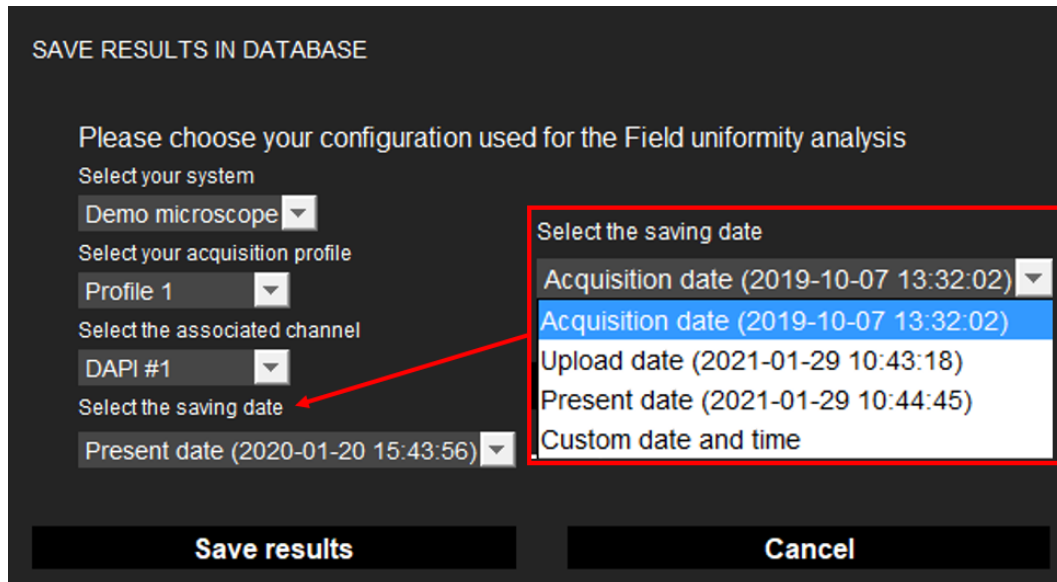 SAVE RESULTS IN DATABASE
Please choose your configuration used for the Field uniformity analysis
Select your system
Demo microscope
Select your acquisition profile
Profile 1
Select the associated channel
DAPI #1
Select the saving date
Present date (2020-01-20 15:43:56)
Select the saving date
Acquisition date (2019-10-07 13:32:02)
Acquisition date (2019-10-07 13:32:02)
Upload date (2021-01-29 10:43:18)
Present date (2021-01-29 10:44:45)
Custom date and time
Save results
Cancel